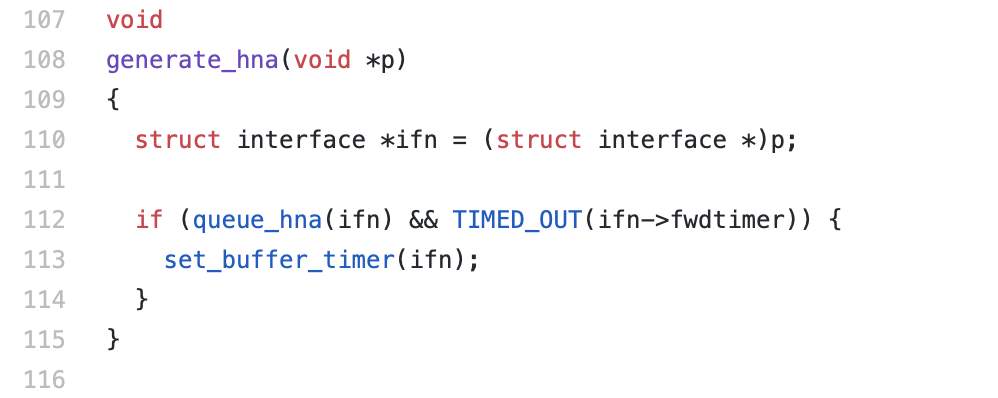 107 void
108 generate_hna(void *p)
109 {
110   struct interface *ifn = (struct interface *)p;
111
112   if (queue_hna(ifn) && TIMED_OUT(ifn->fwdtimer)) {
113     set_buffer_timer(ifn);
114   }
115 }
116